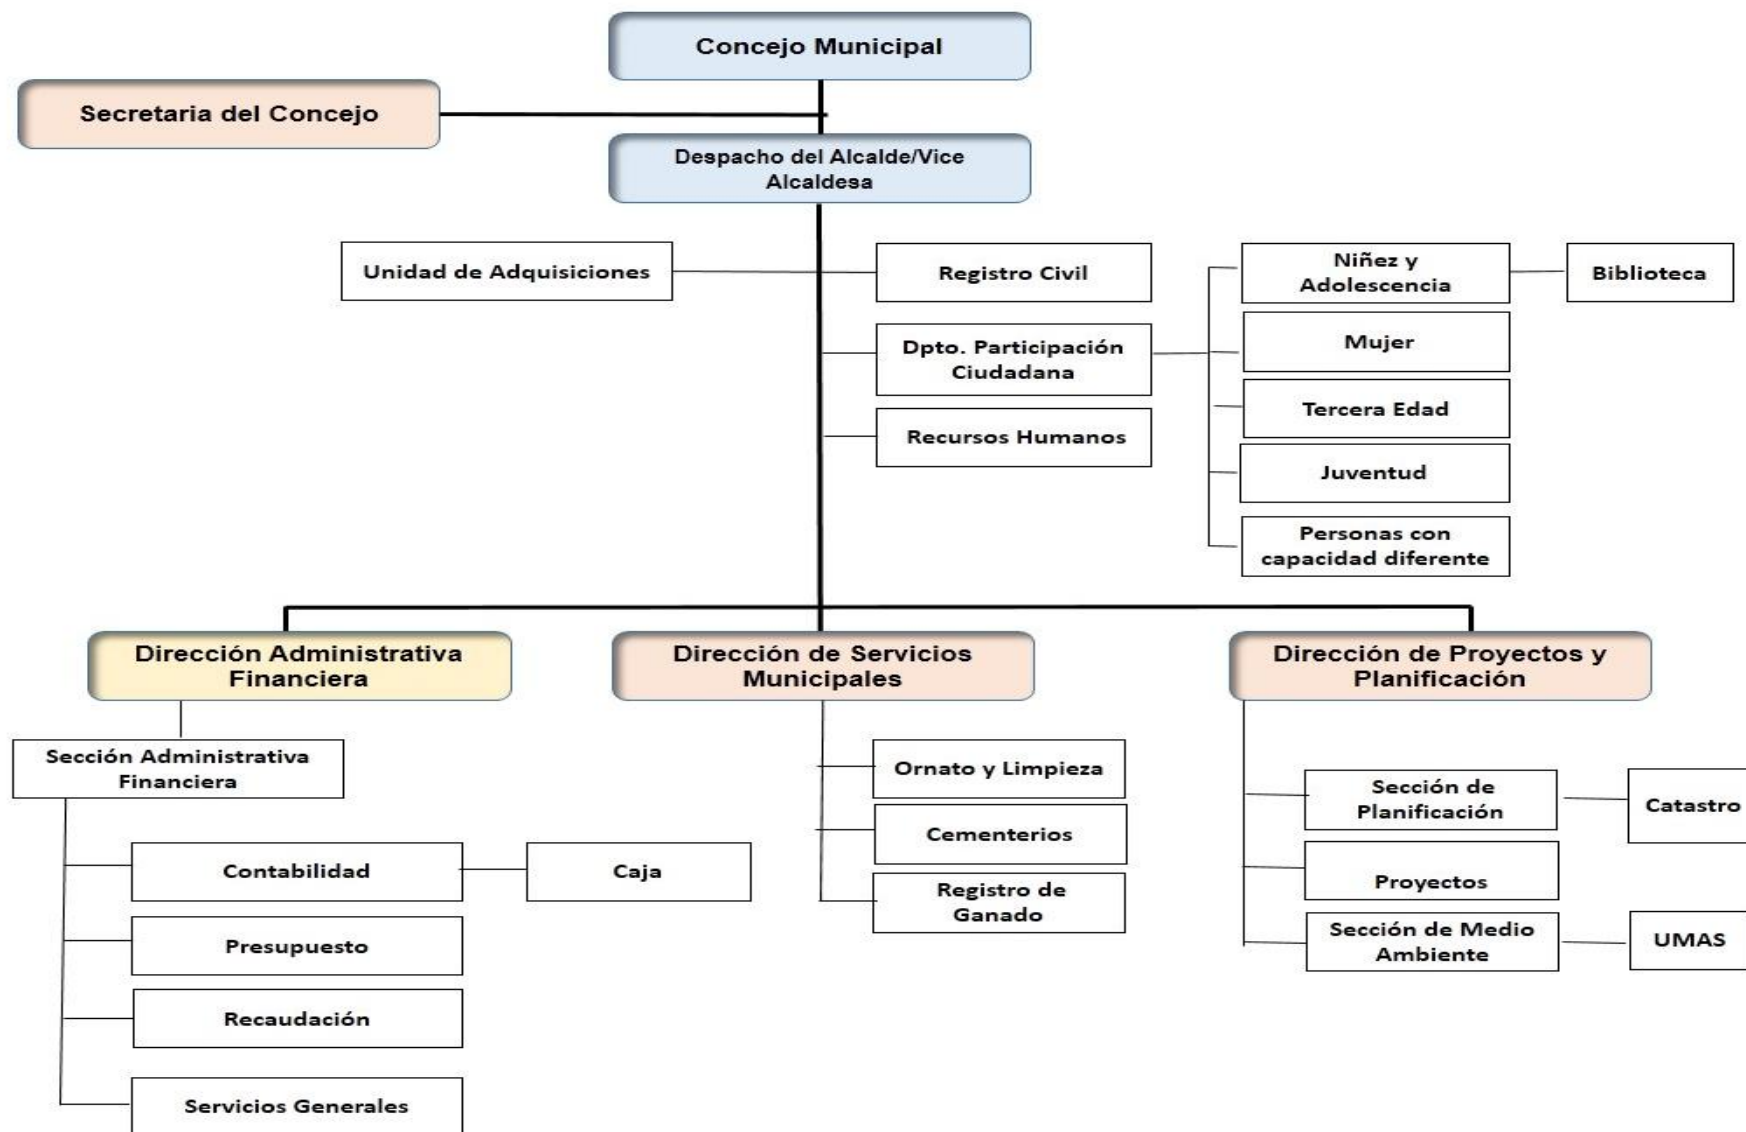 Concejo Municipal
Secretaria del Concejo
Despacho del Alcalde/Vice
Alcaldesa
Unidad de Adquisiciones
Registro Civil
Niñez y
Adolescencia
Biblioteca
Dpto. Participación
Ciudadana
Mujer
Tercera Edad
Recursos Humanos
Juventud
Personas con
capacidad diferente
Dirección Administrativa
Financiera
Dirección de Servicios
Municipales
Dirección de Proyectos y
Planificación
Sección Administrativa
Financiera
Contabilidad
Caja
Presupuesto
Recaudación
Servicios Generales
Ornato y Limpieza
Cementerios
Registro de
Ganado
Sección de
Planificación
Catastro
Proyectos
Sección de Medio
Ambiente
UMAS